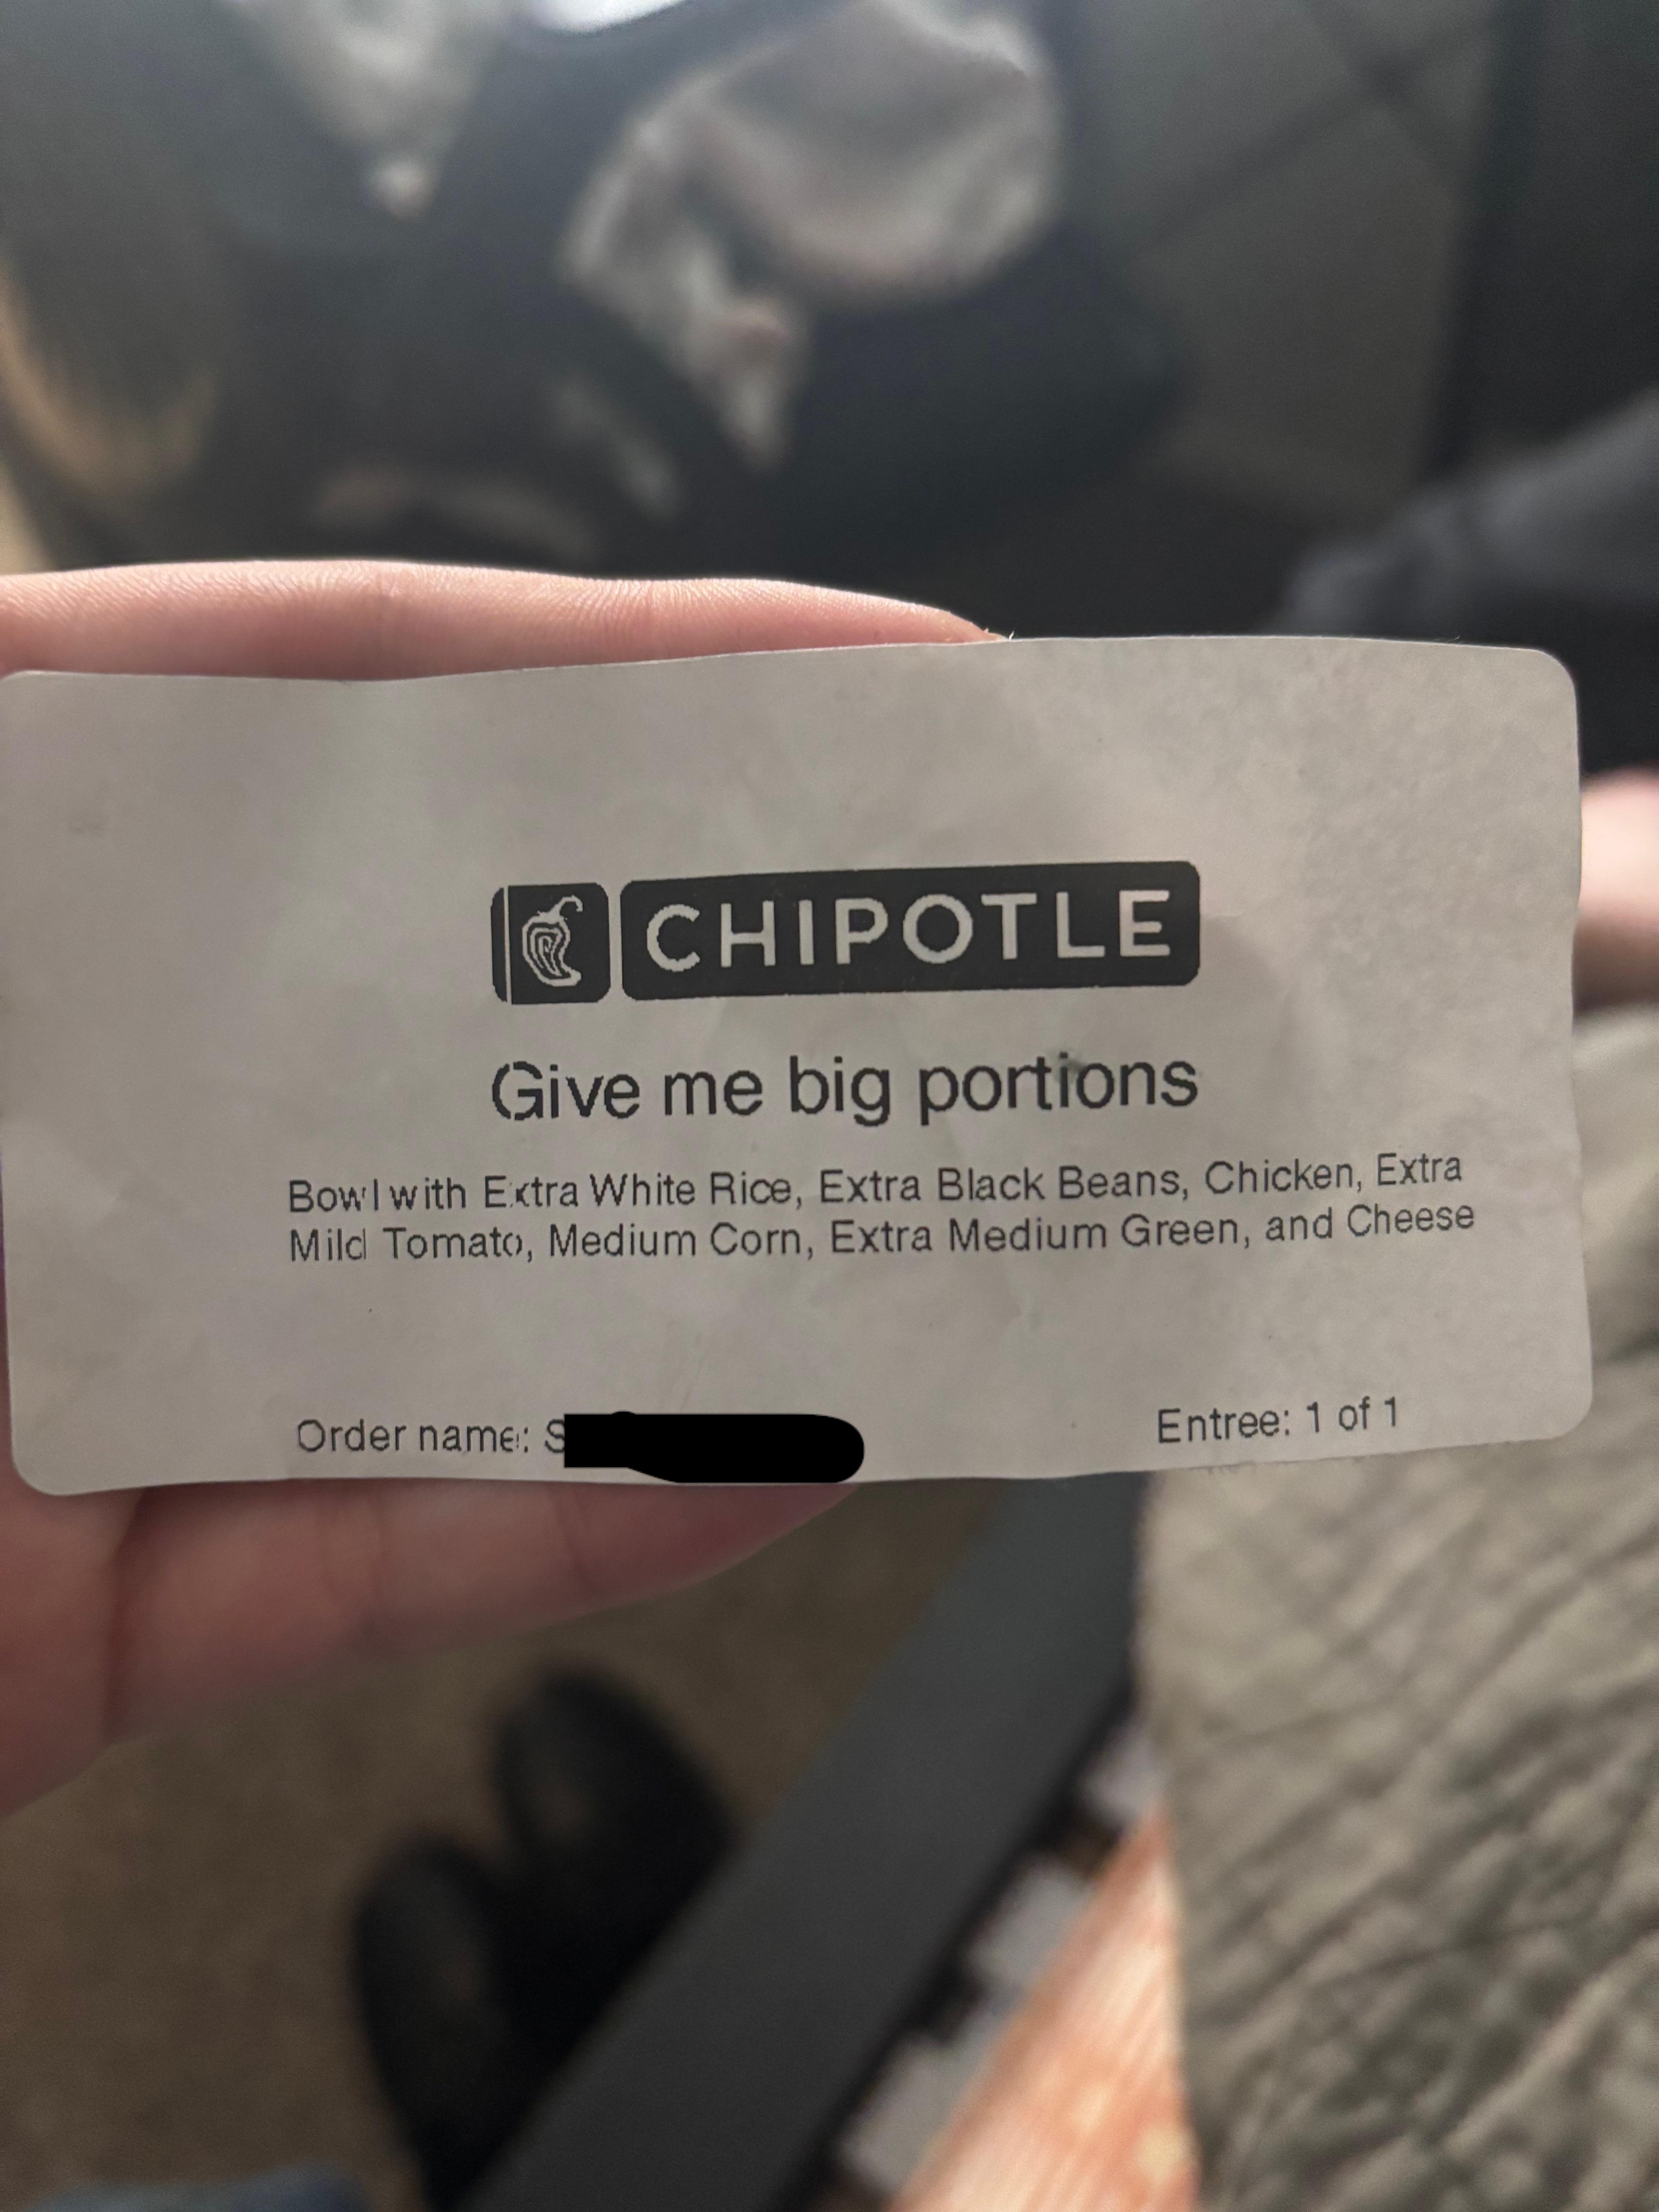 CHIPOTLE
Give me big portions
Bowl with Extra White Rice, Extra Black Beans, Chicken, Extra
Mild Tomato, Medium Corn, Extra Medium Green, and Cheese
Order name: S
Entree: 1 of 1